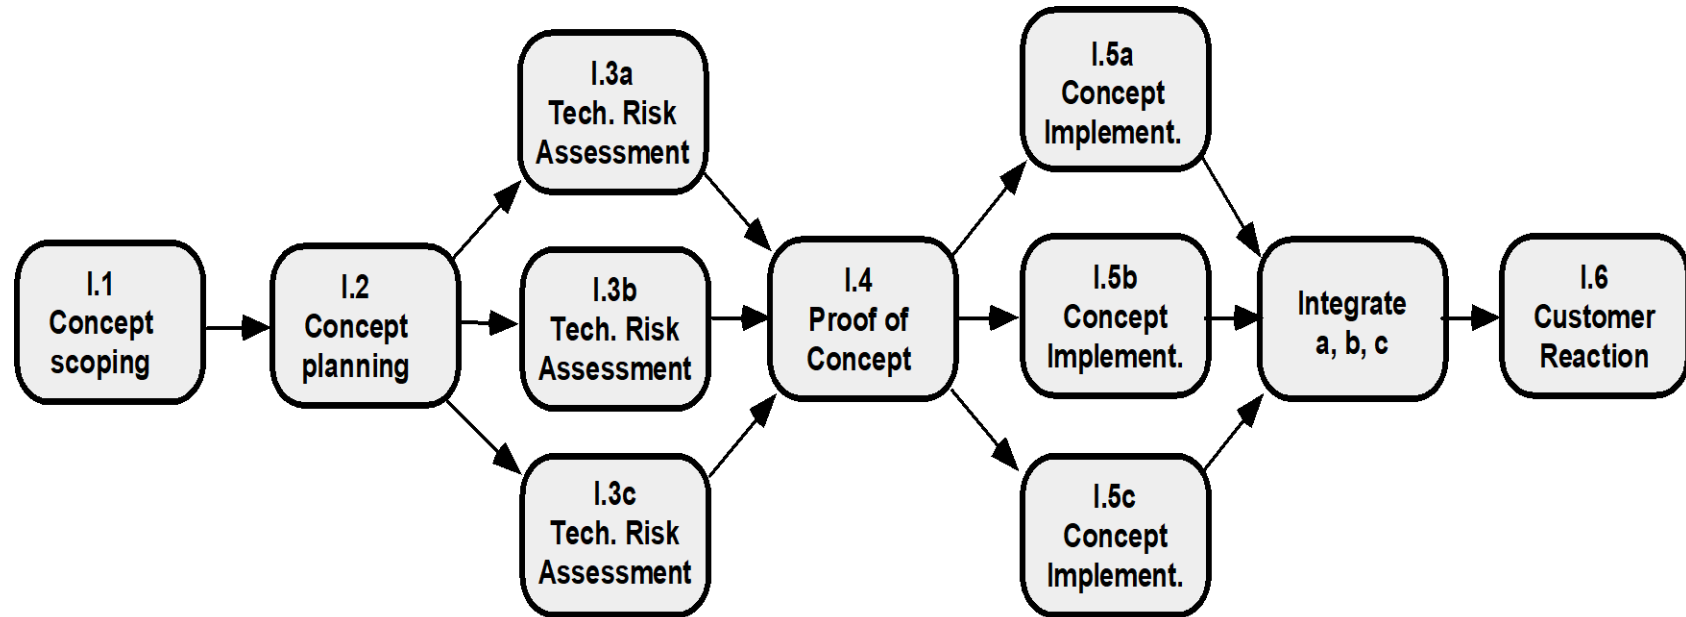 I.1
Concept
scoping
I.2
Concept
planning
I.3a
Tech. Risk
Assessment
I.3b
Tech. Risk
Assessment
I.3c
Tech. Risk
Assessment
I.4
Proof of
Concept
I.5a
Concept
Implement.
I.5b
Concept
Implement.
I.5c
Concept
Implement.
Integrate
a, b, c
I.6
Customer
Reaction